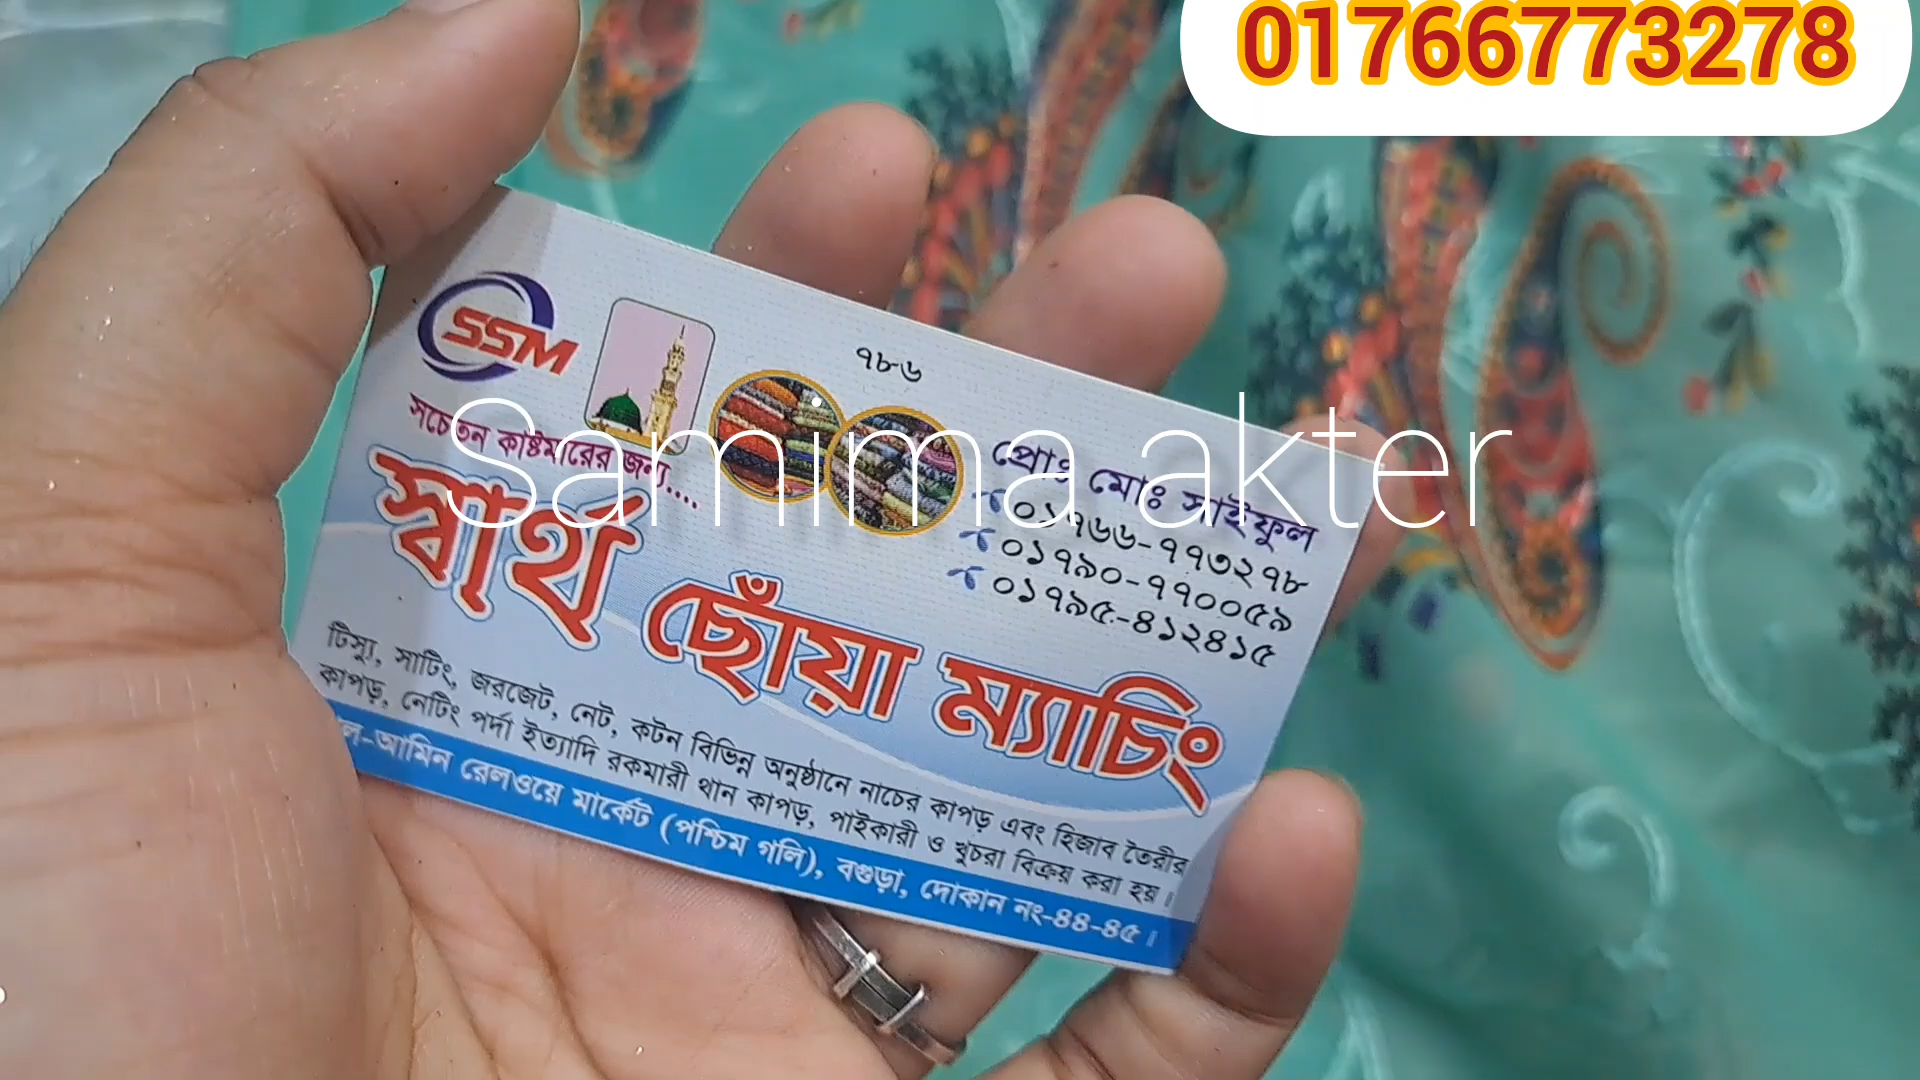 01766773278
SSM
৭৮৬
সচেতন কাষ্টমারের জন্য....
Samima akter
প্রোঃ মোঃ সাইফুল
০১৭৬৬-৭৭৩২৭৮
০১৭৯০-৭৭০০৫৯
০১৭৯৫-৪১২৪১৫
স্বার্থ ছোঁয়া ম্যাচিং
টিস্যু, সাটিং, জরজেট, নেট, কটন বিভিন্ন অনুষ্ঠানে নাচের কাপড় এবং হিজাব তৈরীর
কাপড়, নেটিং পর্দা ইত্যাদি রকমারী থান কাপড়, পাইকারী ও খুচরা বিক্রয় করা হয়।
ল-আমিন রেলওয়ে মার্কেট (পশ্চিম গলি), বগুড়া, দোকান নং-৪৪-৪৫।